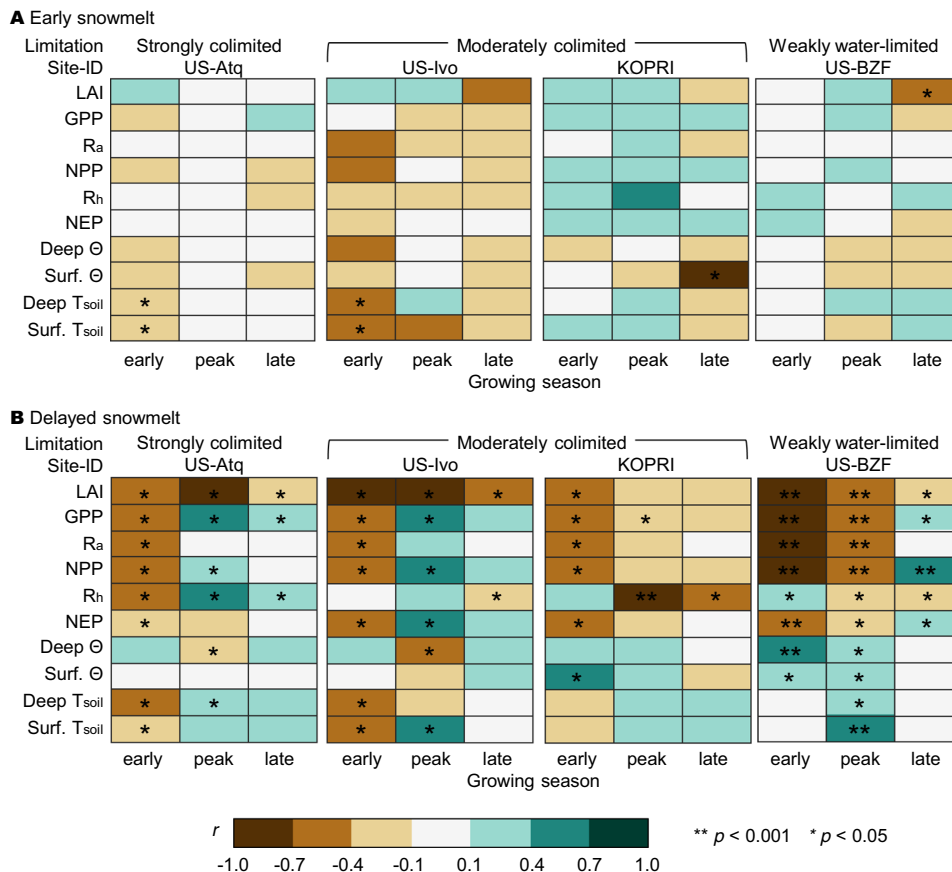 A Early snowmelt
Limitation Strongly colimited Moderately colimited Weakly water-limited
Site-ID US-Atq US-Ivo KOPRI US-BZF
LAI *
GPP
Ra
NPP
Rh
NEP
Deep Θ
Surf. Θ *
Deep Tsoil * *
Surf. Tsoil * *
early peak late early peak late early peak late early peak late
Growing season
B Delayed snowmelt
Limitation Strongly colimited Moderately colimited Weakly water-limited
Site-ID US-Atq US-Ivo KOPRI US-BZF
LAI * * * * * * * ** ** *
GPP * * * * * * * ** ** *
Ra * * * ** **
NPP * * * * * ** ** **
Rh * * * * ** * * * *
NEP * * * * ** * *
Deep Θ * * ** *
Surf. Θ * * *
Deep Tsoil * * * *
Surf. Tsoil * * * **
early peak late early peak late early peak late early peak late
Growing season
r ** p < 0.001 * p < 0.05
-1.0 -0.7 -0.4 -0.1 0.1 0.4 0.7 1.0